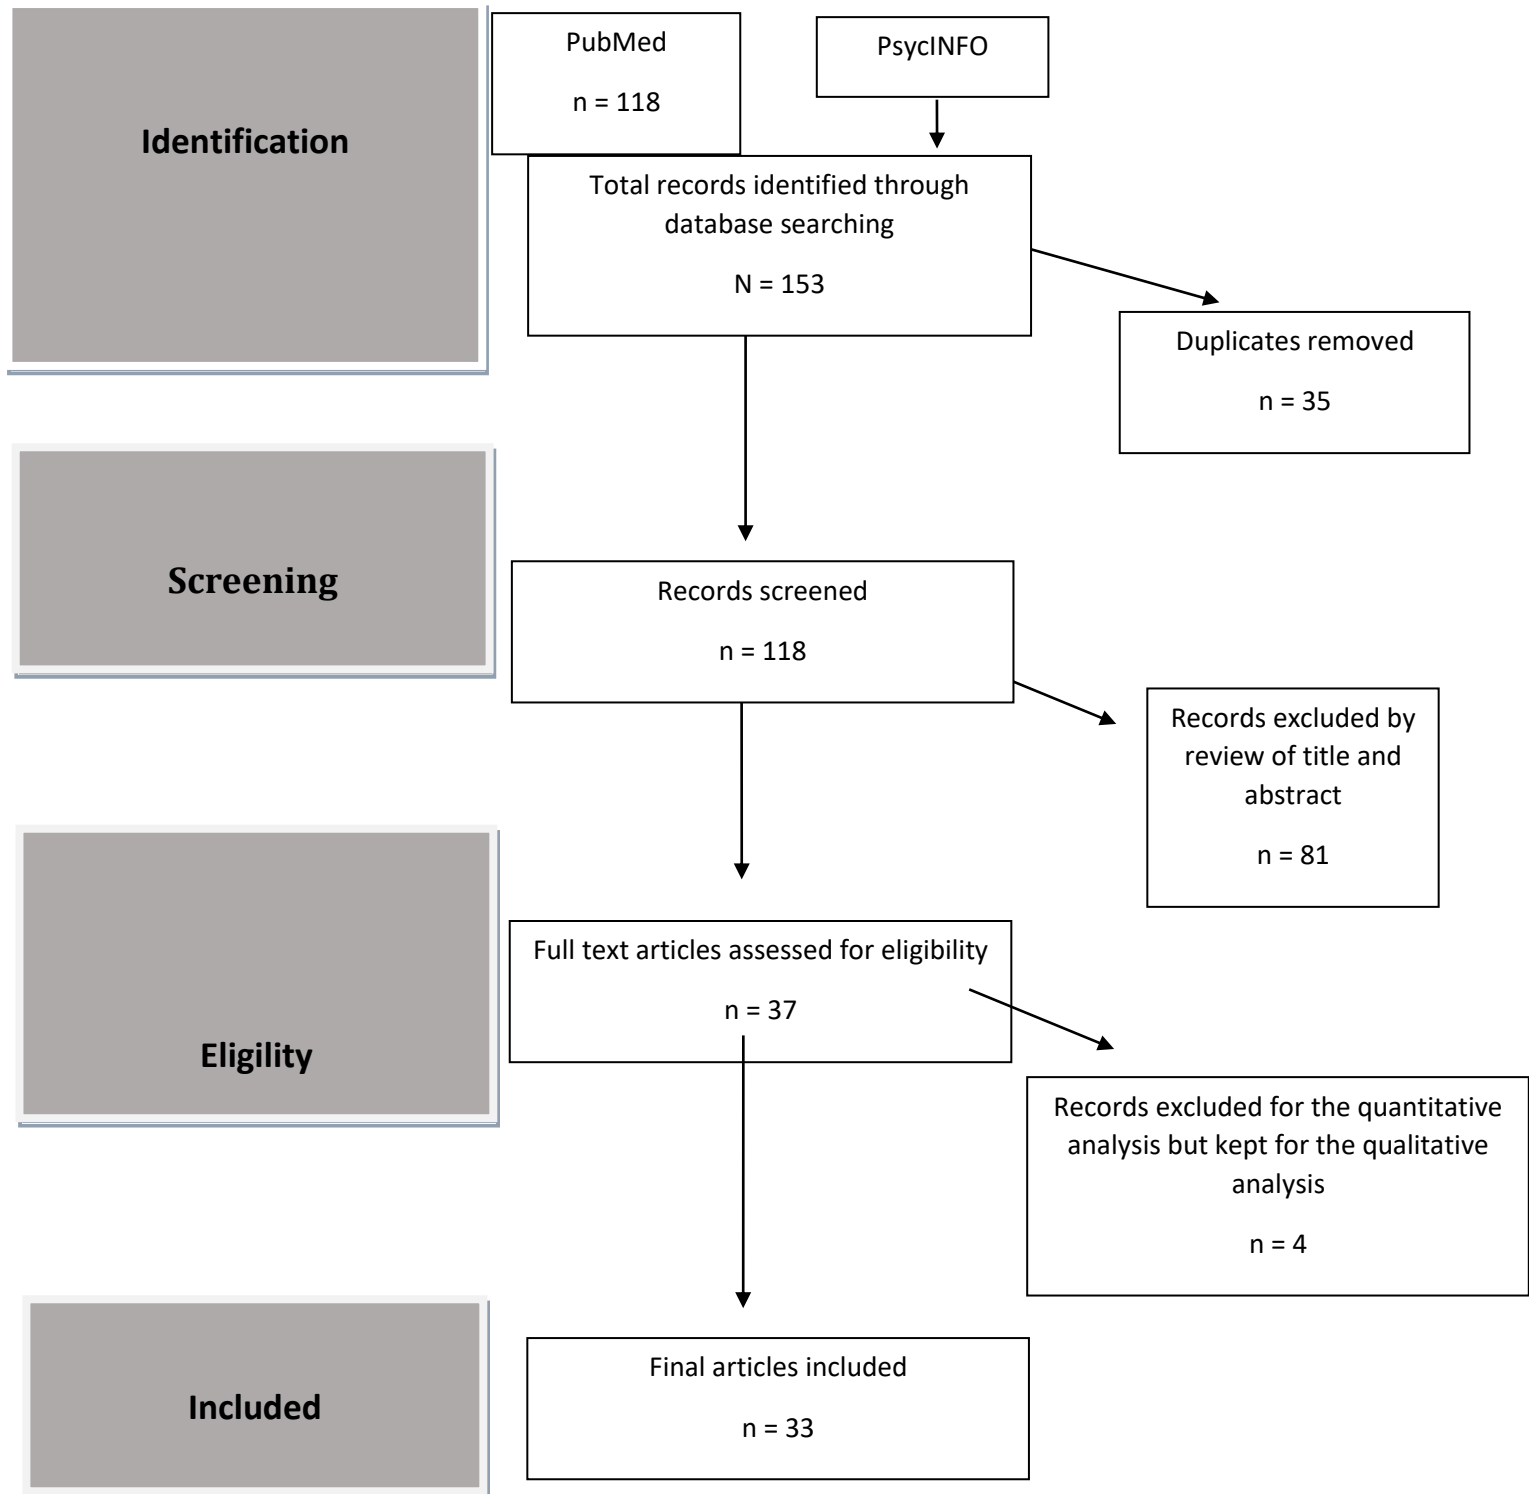 Identification
PubMed
n = 118
PsycINFO
Total records identified through
database searching
N = 153
Duplicates removed
n = 35
Screening
Records screened
n = 118
Records excluded by
review of title and
abstract
n = 81
Eligility
Full text articles assessed for eligibility
n = 37
Records excluded for the quantitative
analysis but kept for the qualitative
analysis
n = 4
Included
Final articles included
n = 33